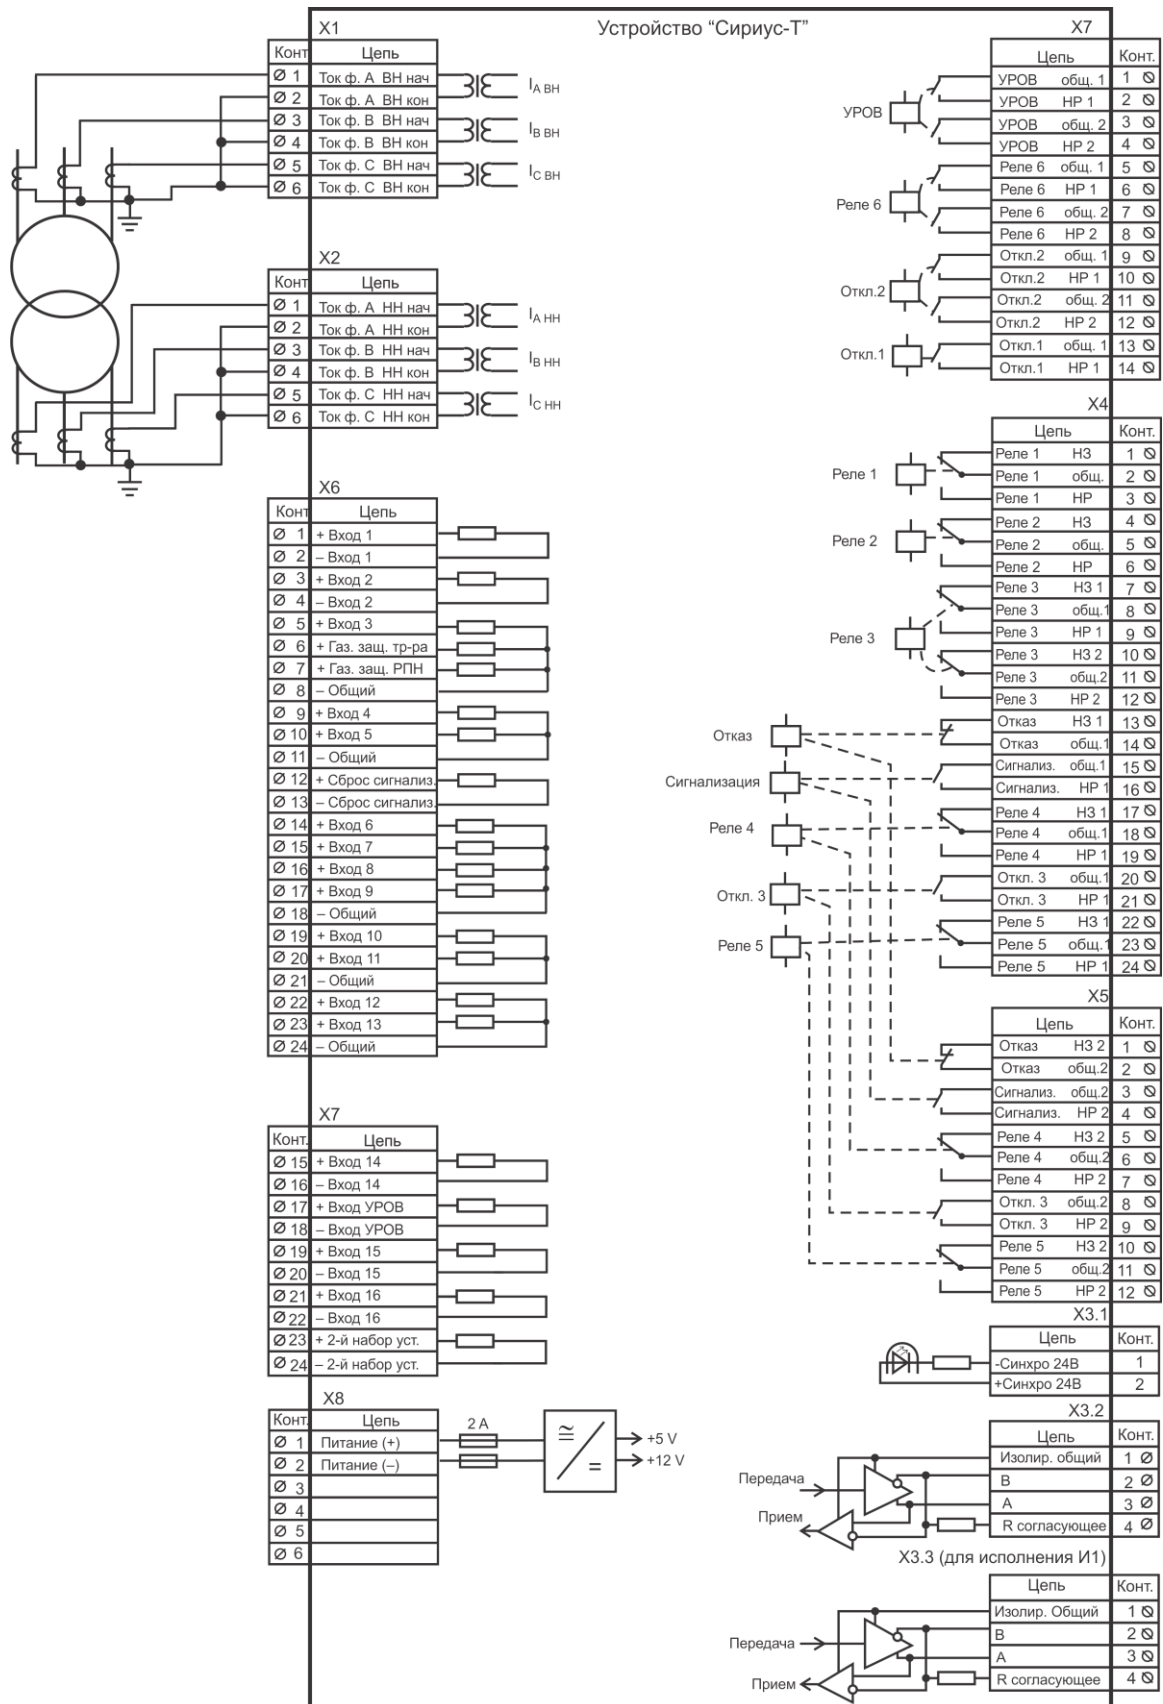 Устройство “Сириус-Т”
X1
Конт Цепь
1 Ток ф. А ВН нач
2 Ток ф. А ВН кон
3 Ток ф. В ВН нач
4 Ток ф. В ВН кон
5 Ток ф. С ВН нач
6 Ток ф. С ВН кон
I А ВН
I В ВН
I С ВН
X2
Конт Цепь
1 Ток ф. А НН нач
2 Ток ф. А НН кон
3 Ток ф. В НН нач
4 Ток ф. В НН кон
5 Ток ф. С НН нач
6 Ток ф. С НН кон
I А НН
I В НН
I С НН
X6
Конт Цепь
1 + Вход 1
2 – Вход 1
3 + Вход 2
4 – Вход 2
5 + Вход 3
6 + Газ. защ. тр-ра
7 + Газ. защ. РПН
8 – Общий
9 + Вход 4
10 + Вход 5
11 – Общий
12 + Сброс сигнализ.
13 – Сброс сигнализ.
14 + Вход 6
15 + Вход 7
16 + Вход 8
17 + Вход 9
18 – Общий
19 + Вход 10
20 + Вход 11
21 – Общий
22 + Вход 12
23 + Вход 13
24 – Общий
X7
Конт. Цепь
15 + Вход 14
16 – Вход 14
17 + Вход УРОВ
18 – Вход УРОВ
19 + Вход 15
20 – Вход 15
21 + Вход 16
22 – Вход 16
23 + 2-й набор уст.
24 – 2-й набор уст.
X8
Конт. Цепь
1 Питание (+)
2 Питание (–)
3
4
5
6
2 А
≅
=
+5 V
+12 V
X7
Цепь Конт.
УРОВ общ. 1 1
УРОВ НР 1 2
УРОВ общ. 2 3
УРОВ НР 2 4
Реле 6 общ. 1 5
Реле 6 НР 1 6
Реле 6 общ. 2 7
Реле 6 НР 2 8
Откл.2 общ. 1 9
Откл.2 НР 1 10
Откл.2 общ. 2 11
Откл.2 НР 2 12
Откл.1 общ. 1 13
Откл.1 НР 1 14
УРОВ
Реле 6
Откл.2
Откл.1
X4
Цепь Конт.
Реле 1 НЗ 1
Реле 1 общ. 2
Реле 1 НР 3
Реле 2 НЗ 4
Реле 2 общ. 5
Реле 2 НР 6
Реле 3 НЗ 1 7
Реле 3 общ.1 8
Реле 3 НР 1 9
Реле 3 НЗ 2 10
Реле 3 общ.2 11
Реле 3 НР 2 12
Отказ НЗ 1 13
Отказ общ.1 14
Сигнализ. общ.1 15
Сигнализ. НР 1 16
Реле 4 НЗ 1 17
Реле 4 общ.1 18
Реле 4 НР 1 19
Откл. 3 общ.1 20
Откл. 3 НР 1 21
Реле 5 НЗ 1 22
Реле 5 общ.1 23
Реле 5 НР 1 24
Реле 1
Реле 2
Реле 3
Отказ
Сигнализация
Реле 4
Откл. 3
Реле 5
X5
Цепь Конт.
Отказ НЗ 2 1
Отказ общ.2 2
Сигнализ. общ.2 3
Сигнализ. НР 2 4
Реле 4 НЗ 2 5
Реле 4 общ.2 6
Реле 4 НР 2 7
Откл. 3 общ.2 8
Откл. 3 НР 2 9
Реле 5 НЗ 2 10
Реле 5 общ.2 11
Реле 5 НР 2 12
X3.1
Цепь Конт.
-Синхро 24В 1
+Синхро 24В 2
X3.2
Цепь Конт.
Изолир. общий 1
В 2
А 3
R согласующее 4
Передача
Прием
X3.3 (для исполнения И1)
Цепь Конт.
Изолир. Общий 1
В 2
А 3
R согласующее 4
Передача
Прием